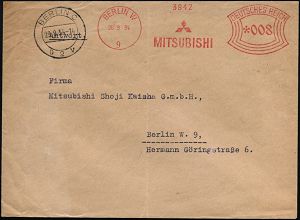 BERLIN C
BERLIN W
9
3842
MITSUBISHI
DEUTSCHES REICH
*008
Firma
Mitsubishi Shoji Kaisha G.m.b.H.,
Berlin W. 9,
Hermann Göringstraße 6.